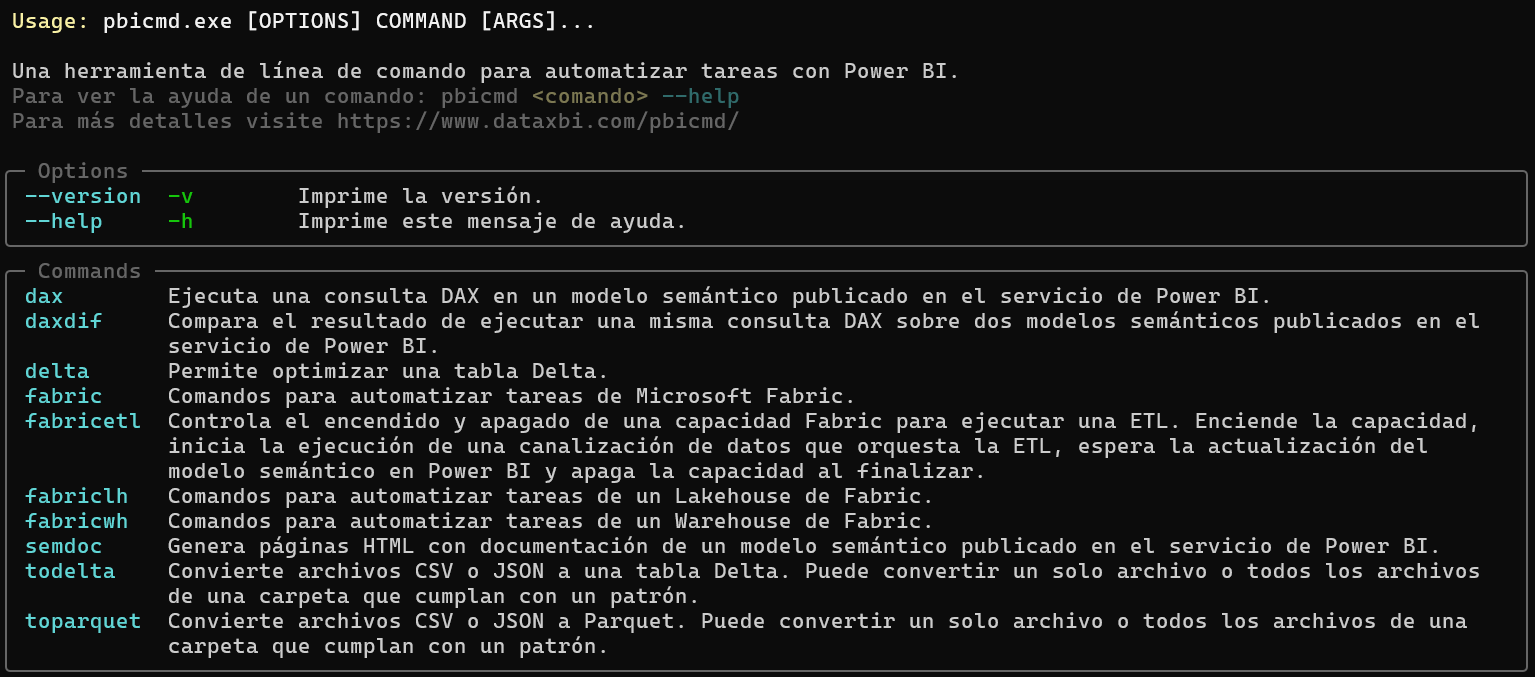 Usage: pbicmd.exe [OPTIONS] COMMAND [ARGS]...
Una herramienta de línea de comando para automatizar tareas con Power BI.
Para ver la ayuda de un comando: pbicmd <comando> --help
Para más detalles visite https://www.dataxbi.com/pbicmd/
Options
--version -v Imprime la versión.
--help -h Imprime este mensaje de ayuda.
Commands
dax Ejecuta una consulta DAX en un modelo semántico publicado en el servicio de Power BI.
daxdif Compara el resultado de ejecutar una misma consulta DAX sobre dos modelos semánticos publicados en el
servicio de Power BI.
delta Permite optimizar una tabla Delta.
fabric Comandos para automatizar tareas de Microsoft Fabric.
fabricetl Controla el encendido y apagado de una capacidad Fabric para ejecutar una ETL. Enciende la capacidad,
inicia la ejecución de una canalización de datos que orquesta la ETL, espera la actualización del
modelo semántico en Power BI y apaga la capacidad al finalizar.
fabriclh Comandos para automatizar tareas de un Lakehouse de Fabric.
fabricwh Comandos para automatizar tareas de un Warehouse de Fabric.
semdoc Genera páginas HTML con documentación de un modelo semántico publicado en el servicio de Power BI.
todelta Convierte archivos CSV o JSON a una tabla Delta. Puede convertir un solo archivo o todos los archivos
de una carpeta que cumplan con un patrón.
toparquet Convierte archivos CSV o JSON a Parquet. Puede convertir un solo archivo o todos los archivos de una
carpeta que cumplan con un patrón.